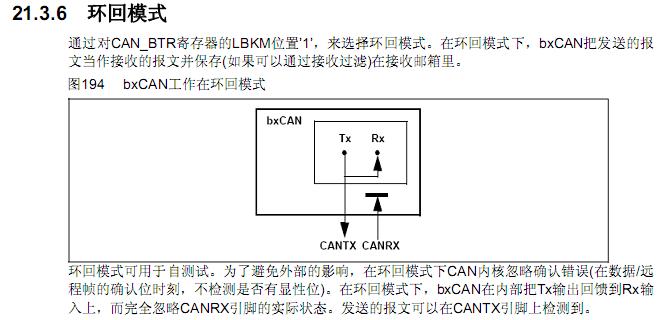 21.3.6 环回模式
通过对CAN_BTR寄存器的LBKM位置'1'，来选择环回模式。在环回模式下，bxCAN把发送的报
文当作接收的报文并保存(如果可以通过接收过滤)在接收邮箱里。
图194 bxCAN工作在环回模式
bxCAN
Tx Rx
CANTX CANRX
环回模式可用于自测试。为了避免外部的影响，在环回模式下CAN内核忽略确认错误(在数据/远
程帧的确认位时刻，不检测是否有显性位)。在环回模式下，bxCAN在内部把Tx输出回馈到Rx输
入上，而完全忽略CANRX引脚的实际状态。发送的报文可以在CANTX引脚上检测到。